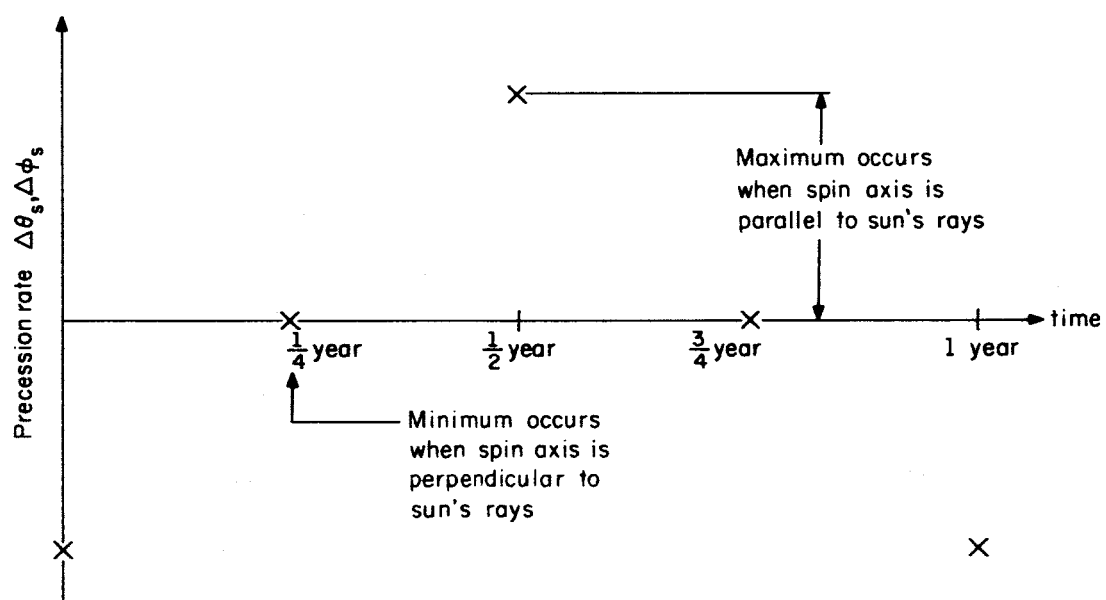 Precession rate Δθs,Δϕs
Maximum occurs
when spin axis is
parallel to sun's rays
time
1/4 year
1/2 year
3/4 year
1 year
Minimum occurs
when spin axis is
perpendicular to
sun's rays